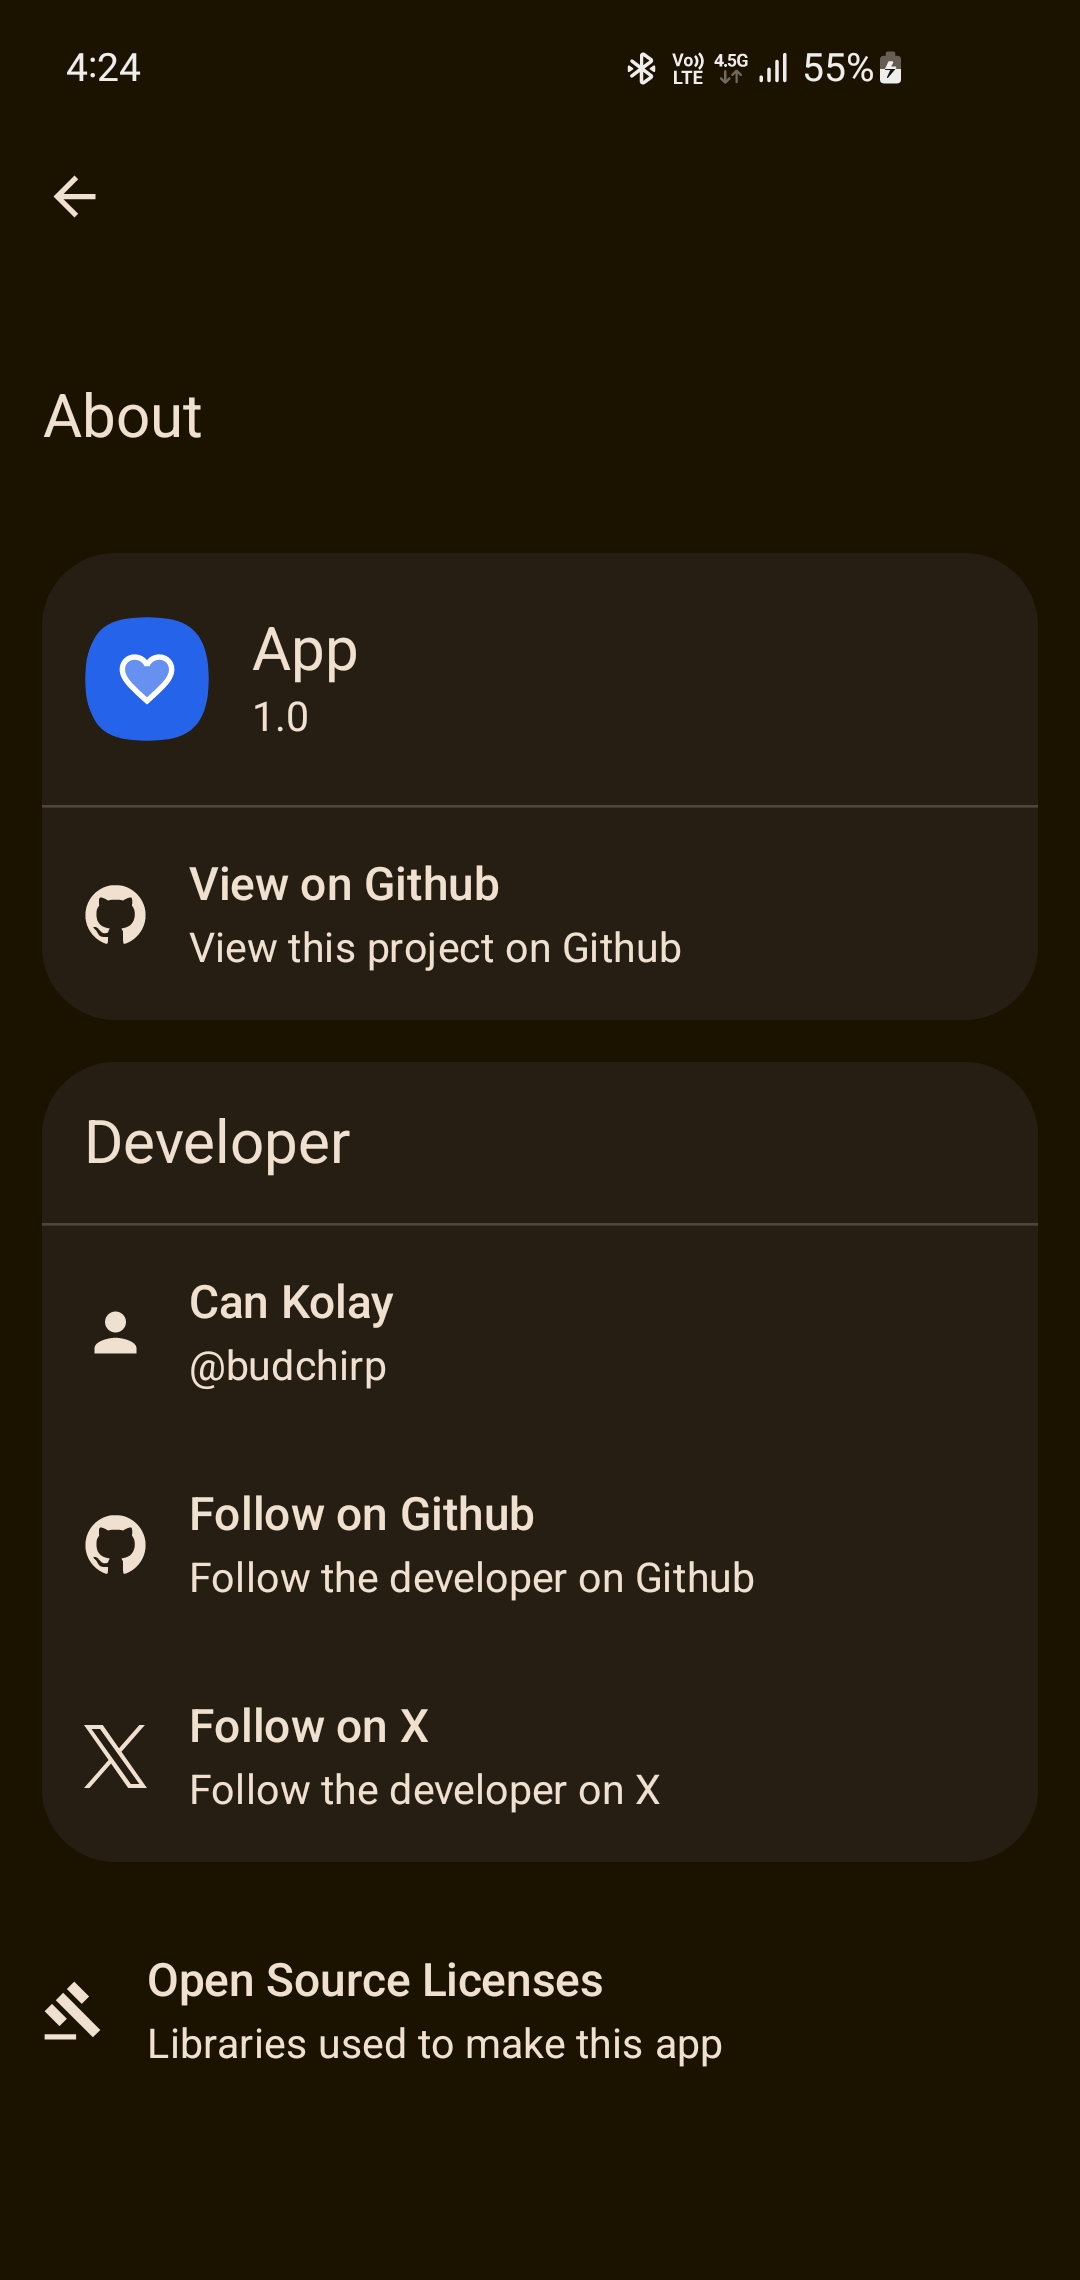 4:24
Vo)) LTE 4.5G 55%
About
App
1.0
View on Github
View this project on Github
Developer
Can Kolay
@budchirp
Follow on Github
Follow the developer on Github
Follow on X
Follow the developer on X
Open Source Licenses
Libraries used to make this app